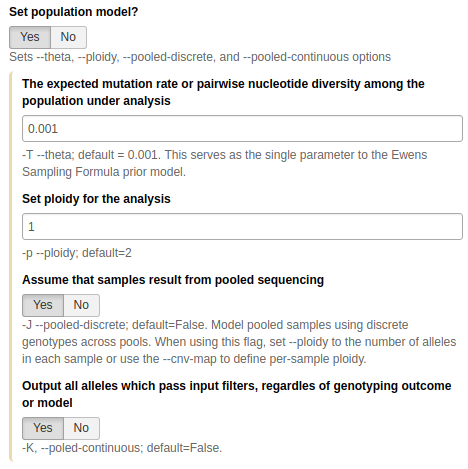 Set population model?
Yes No
Sets --theta, --ploidy, --pooled-discrete, and --pooled-continuous options
The expected mutation rate or pairwise nucleotide diversity among the
population under analysis
0.001
-T --theta; default = 0.001. This serves as the single parameter to the Ewens
Sampling Formula prior model.
Set ploidy for the analysis
1
-p --ploidy; default=2
Assume that samples result from pooled sequencing
Yes No
-J --pooled-discrete; default=False. Model pooled samples using discrete
genotypes across pools. When using this flag, set --ploidy to the number of alleles
in each sample or use the --cnv-map to define per-sample ploidy.
Output all alleles which pass input filters, regardles of genotyping outcome
or model
Yes No
-K, --poled-continuous; default=False.